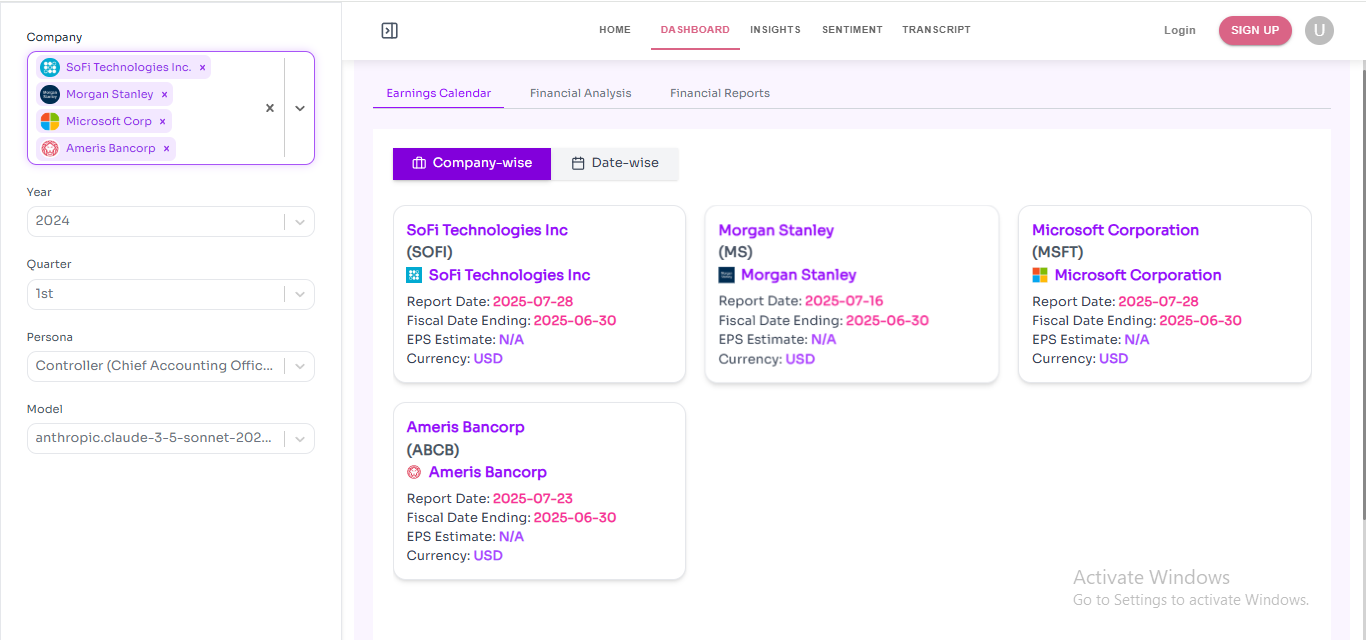 HOME DASHBOARD INSIGHTS SENTIMENT TRANSCRIPT Login SIGN UP U
Company
SoFi Technologies Inc. ×
Morgan Stanley ×
Microsoft Corp ×
Ameris Bancorp ×
Year
2024
Quarter
1st
Persona
Controller (Chief Accounting Offic...
Model
anthropic.claude-3-5-sonnet-202...
Earnings Calendar Financial Analysis Financial Reports
Company-wise Date-wise
SoFi Technologies Inc
(SOFI)
SoFi Technologies Inc
Report Date: 2025-07-28
Fiscal Date Ending: 2025-06-30
EPS Estimate: N/A
Currency: USD
Morgan Stanley
(MS)
Morgan Stanley
Report Date: 2025-07-16
Fiscal Date Ending: 2025-06-30
EPS Estimate: N/A
Currency: USD
Microsoft Corporation
(MSFT)
Microsoft Corporation
Report Date: 2025-07-28
Fiscal Date Ending: 2025-06-30
EPS Estimate: N/A
Currency: USD
Ameris Bancorp
(ABCB)
Ameris Bancorp
Report Date: 2025-07-23
Fiscal Date Ending: 2025-06-30
EPS Estimate: N/A
Currency: USD
Activate Windows
Go to Settings to activate Windows.